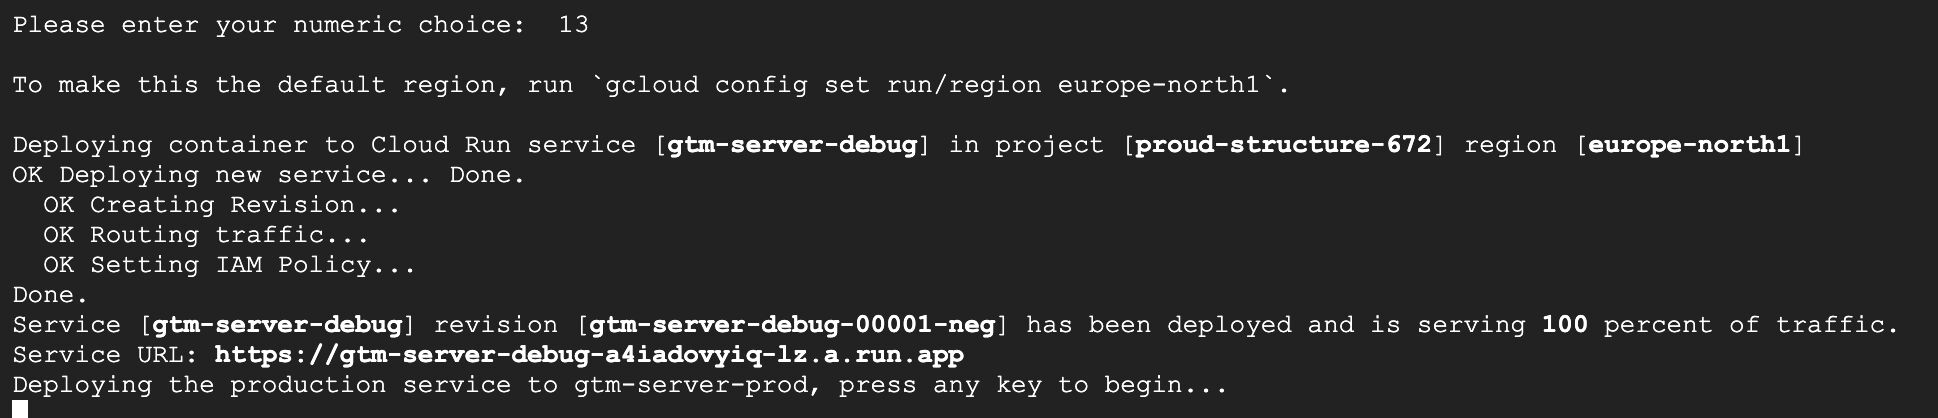 Please enter your numeric choice:  13
To make this the default region, run `gcloud config set run/region europe-north1`.
Deploying container to Cloud Run service [gtm-server-debug] in project [proud-structure-672] region [europe-north1]
OK Deploying new service... Done.
OK Creating Revision...
OK Routing traffic...
OK Setting IAM Policy...
Done.
Service [gtm-server-debug] revision [gtm-server-debug-00001-neg] has been deployed and is serving 100 percent of traffic.
Service URL: https://gtm-server-debug-a4iadovyiq-lz.a.run.app
Deploying the production service to gtm-server-prod, press any key to begin...